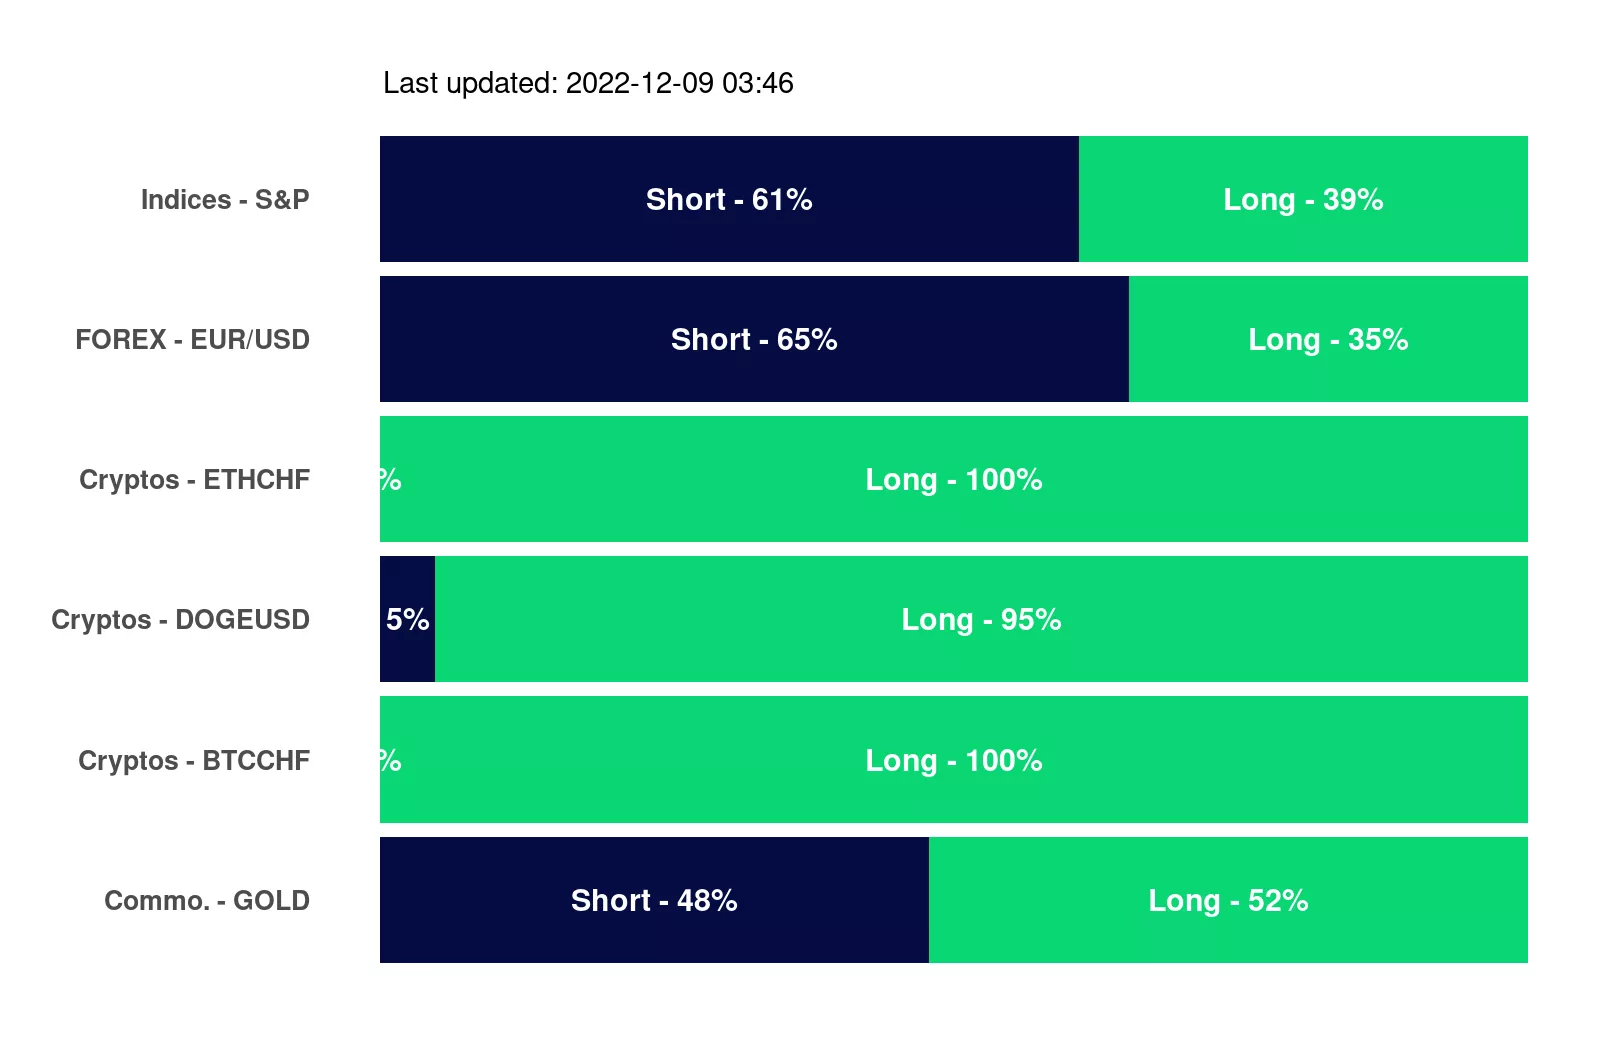 Last updated: 2022-12-09 03:46
Indices - S&P Short - 61% Long - 39%
FOREX - EUR/USD Short - 65% Long - 35%
Cryptos - ETHCHF % Long - 100%
Cryptos - DOGEUSD 5% Long - 95%
Cryptos - BTCCHF % Long - 100%
Commo. - GOLD Short - 48% Long - 52%